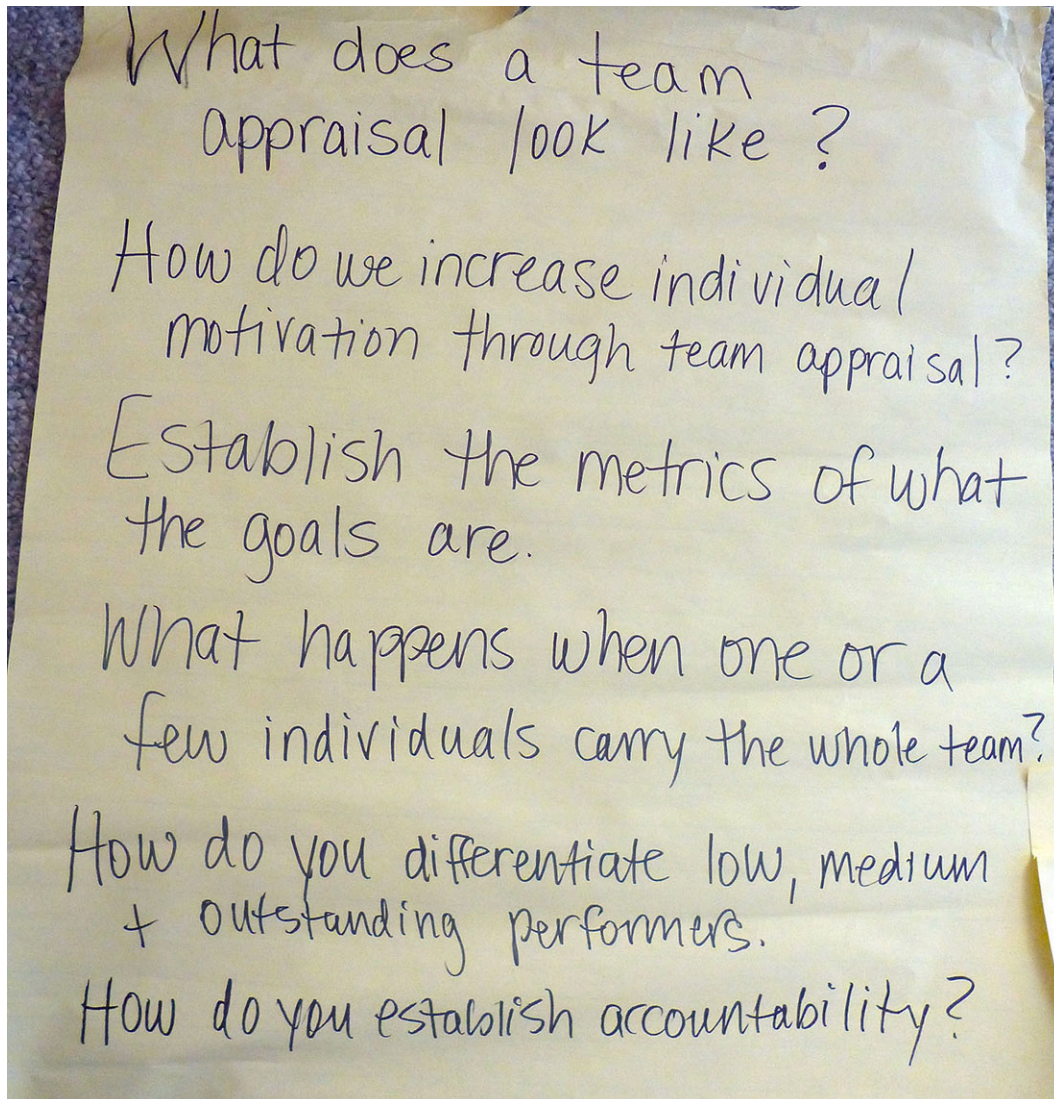 What does a team
appraisal look like ?
How do we increase individual
motivation through team appraisal?
Establish the metrics of what
the goals are.
What happens when one or a
few individuals carry the whole team?
How do you differentiate low, medium
+ outstanding performers.
How do you establish accountability?